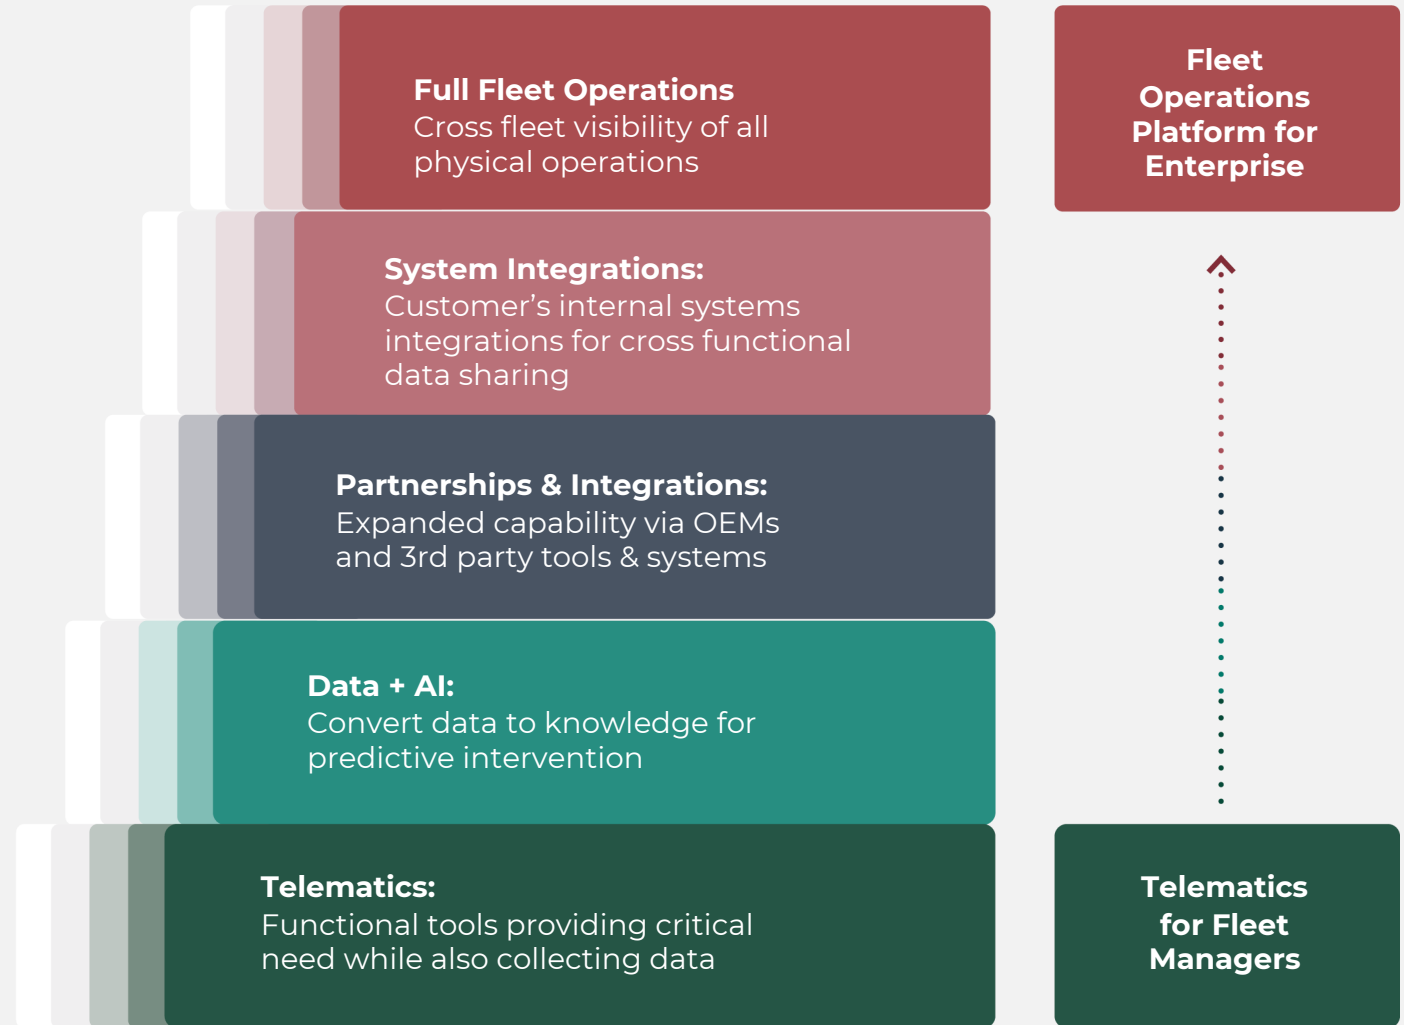 Full Fleet Operations
Cross fleet visibility of all
physical operations
Fleet
Operations
Platform for
Enterprise
System Integrations:
Customer’s internal systems
integrations for cross functional
data sharing
Partnerships & Integrations:
Expanded capability via OEMs
and 3rd party tools & systems
Data + AI:
Convert data to knowledge for
predictive intervention
Telematics:
Functional tools providing critical
need while also collecting data
Telematics
for Fleet
Managers